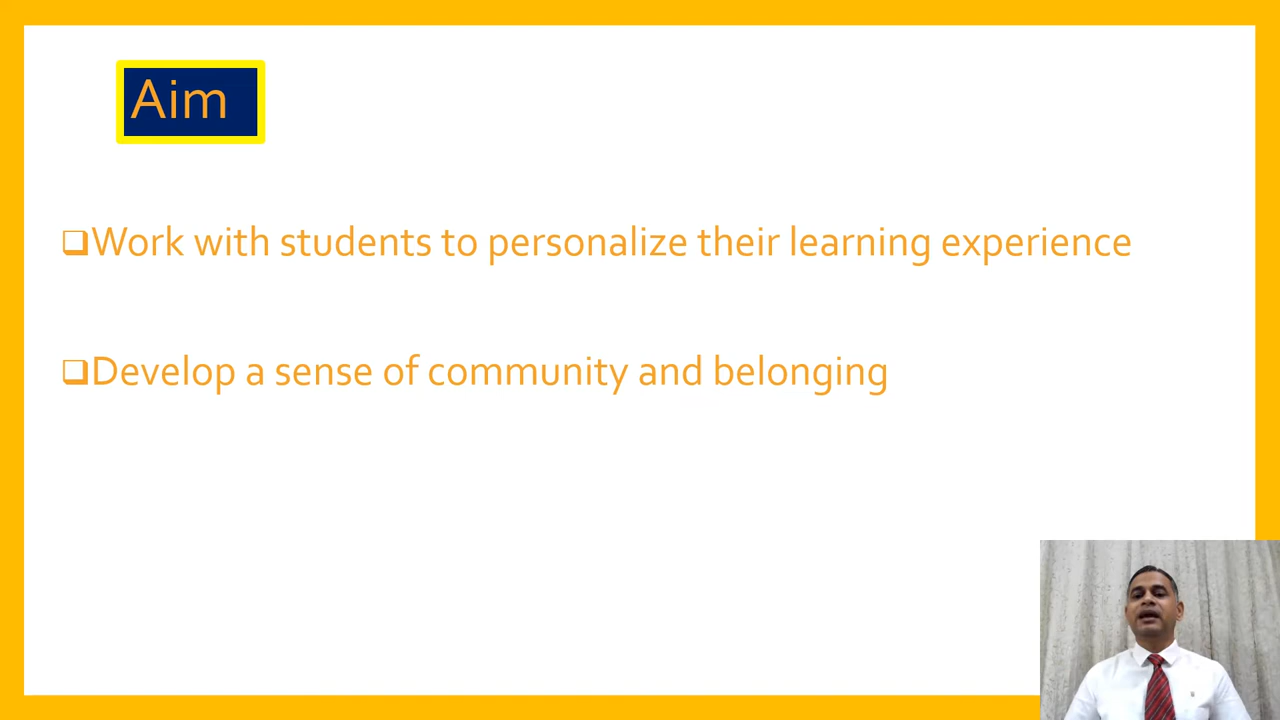 Aim
Work with students to personalize their learning experience
Develop a sense of community and belonging